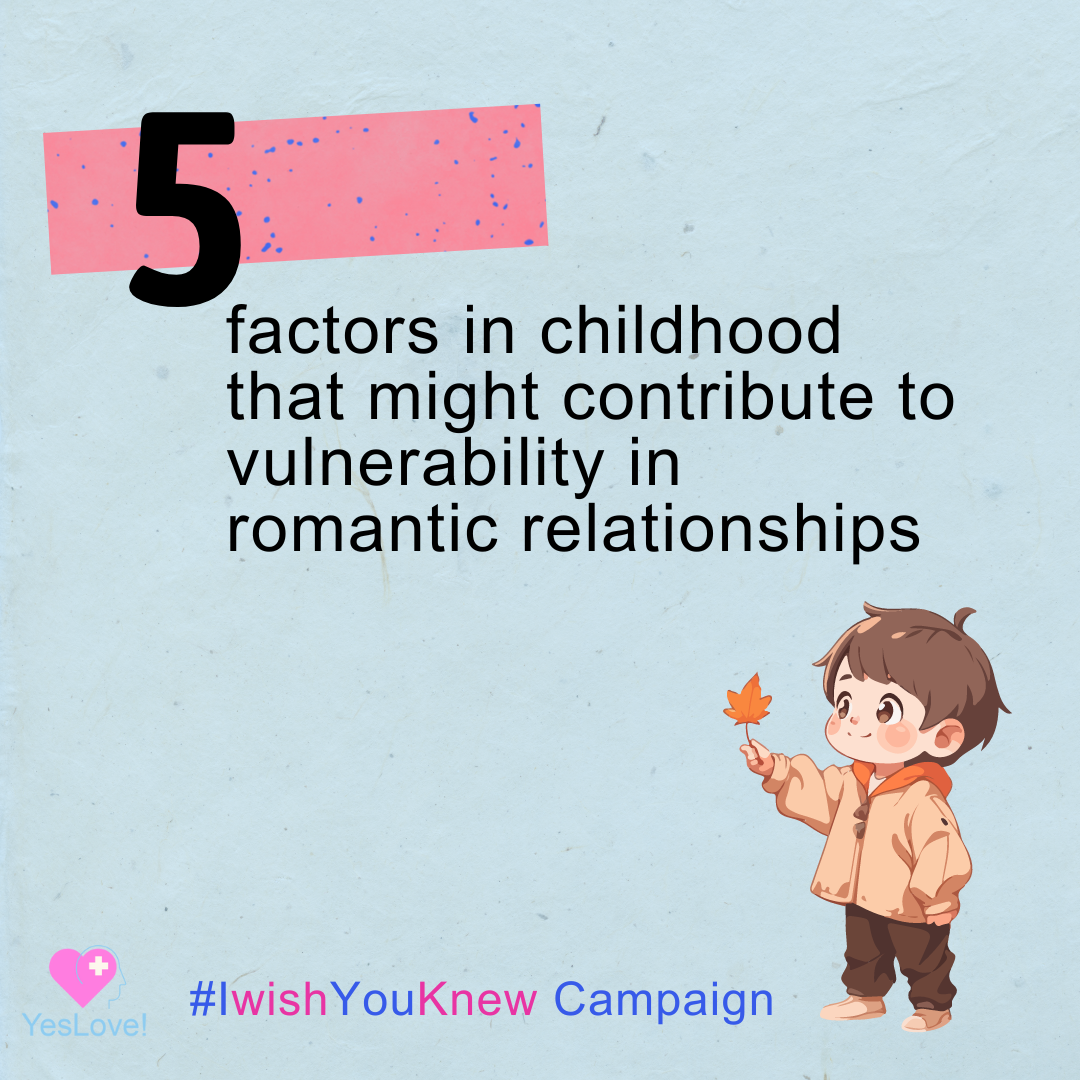 5
factors in childhood
that might contribute to
vulnerability in
romantic relationships
#IwishYouKnew Campaign
YesLove!